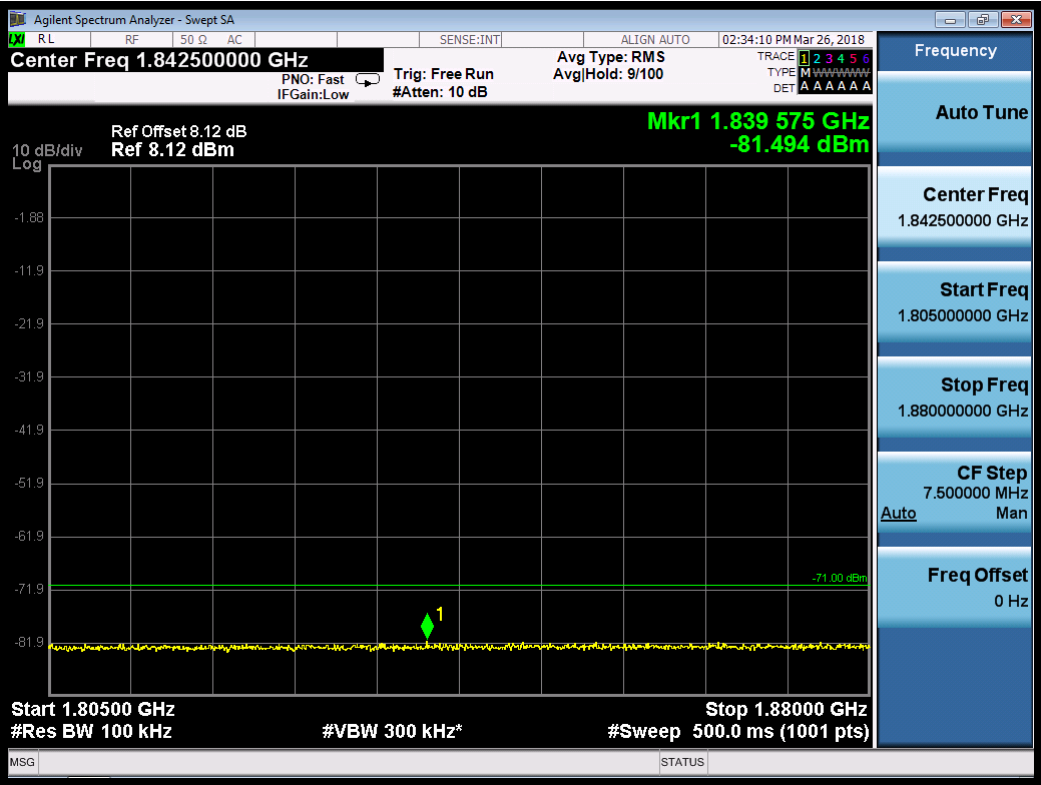 Agilent Spectrum Analyzer - Swept SA
LXI RL RF 50 Ω AC SENSE:INT ALIGN AUTO 02:34:10 PM Mar 26, 2018
Center Freq 1.842500000 GHz
PNO: Fast
IFGain:Low
Trig: Free Run
#Atten: 10 dB
Avg Type: RMS
Avg|Hold: 9/100
TRACE 1 2 3 4 5 6
TYPE M WWWWW
DET A A A A A A
Mkr1 1.839 575 GHz
-81.494 dBm
Ref Offset 8.12 dB
Ref 8.12 dBm
10 dB/div
Log
-1.88
-11.9
-21.9
-31.9
-41.9
-51.9
-61.9
-71.9
-81.9
-71.00 dBm
1
Start 1.80500 GHz
Stop 1.88000 GHz
#Res BW 100 kHz
#VBW 300 kHz*
#Sweep 500.0 ms (1001 pts)
MSG
STATUS
Frequency
Auto Tune
Center Freq
1.842500000 GHz
Start Freq
1.805000000 GHz
Stop Freq
1.880000000 GHz
CF Step
7.500000 MHz
Auto Man
Freq Offset
0 Hz